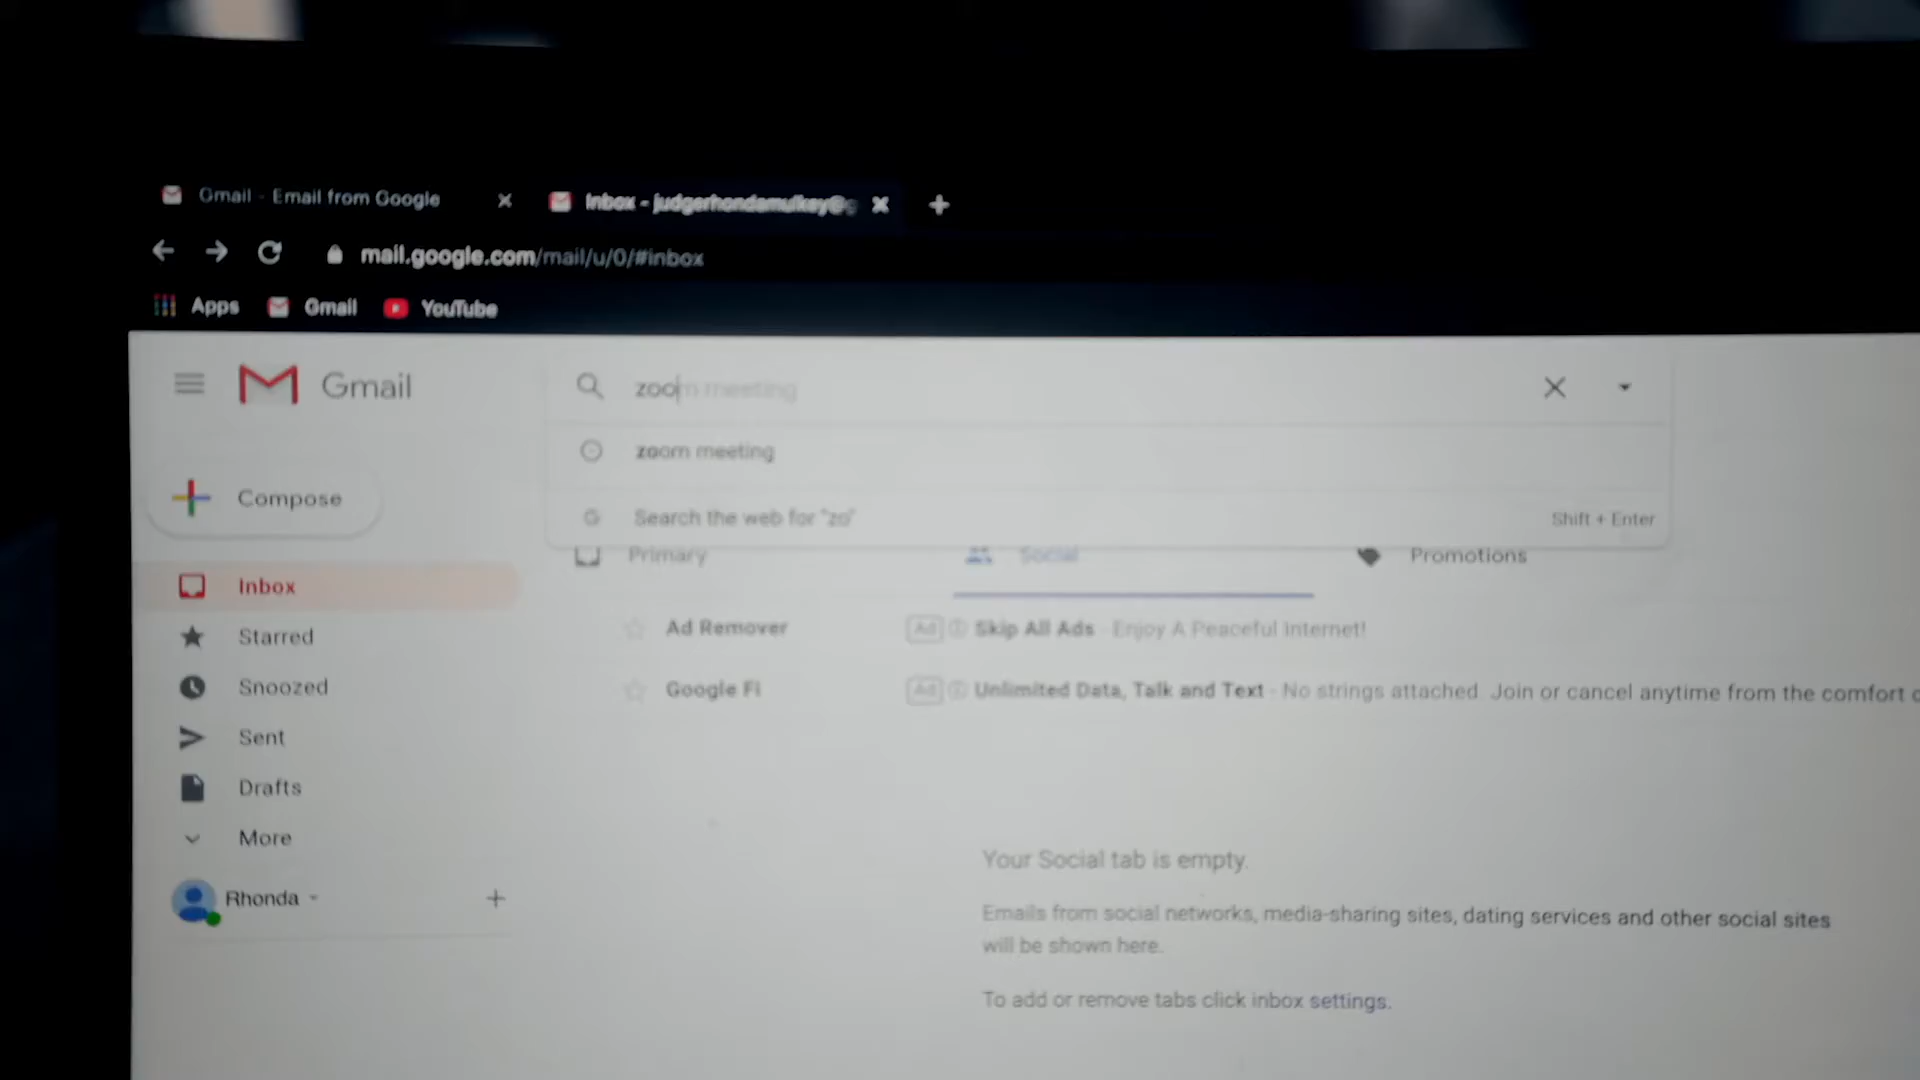 Gmail - Email from Google
Inbox - judgerhondamulkey@g
mail.google.com/mail/u/0/#inbox
Apps Gmail YouTube
Gmail
zoom meeting
zoom meeting
Search the web for "zo" Shift + Enter
Compose
Primary Social Promotions
Inbox
Starred
Snoozed
Sent
Drafts
More
Rhonda
Ad Remover Ad Skip All Ads - Enjoy A Peaceful Internet!
Google Fi Ad Unlimited Data, Talk and Text - No strings attached. Join or cancel anytime from the comfort
Your Social tab is empty.
Emails from social networks, media-sharing sites, dating services and other social sites
will be shown here.
To add or remove tabs click inbox settings.